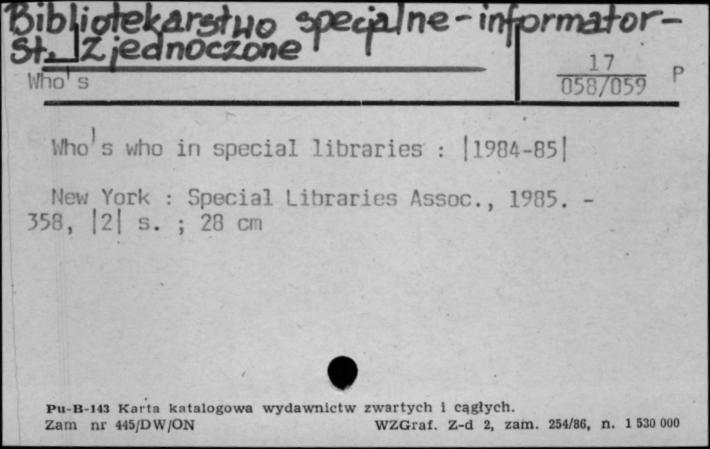 Bibliotekarstwo specjalne-informator-
St. Zjednoczone
17
Who's
058/059
P
Who's who in special libraries : |1984-85|
New York : Special Libraries Assoc., 1985. -
358, |2| s. ; 28 cm
Pu-B-143 Karta katalogowa wydawnictw zwartych i cągłych.
Zam nr 445/DW/ON WZGraf. Z-d 2, zam. 254/86, n. 1 530 000